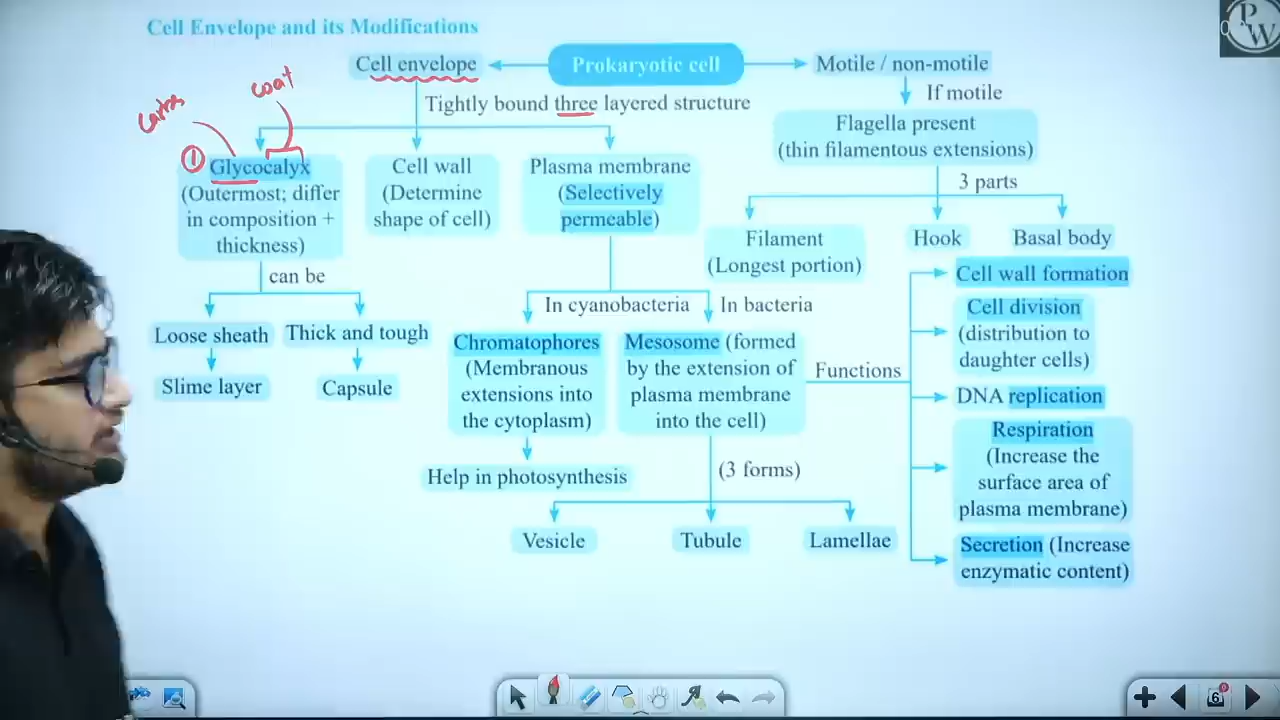 Cell Envelope and its Modifications
PW
Cell envelope
Prokaryotic cell
Motile / non-motile
coat
Tightly bound three layered structure
If motile
Flagella present
(thin filamentous extensions)
3 parts
①
Glycocalyx
(Outermost; differ
in composition +
thickness)
Cell wall
(Determine
shape of cell)
Plasma membrane
(Selectively
permeable)
Filament
(Longest portion)
Hook
Basal body
can be
Loose sheath
Slime layer
Thick and tough
Capsule
In cyanobacteria
In bacteria
Chromatophores
(Membranous
extensions into
the cytoplasm)
Help in photosynthesis
Mesosome (formed
by the extension of
plasma membrane
into the cell)
(3 forms)
Vesicle
Tubule
Lamellae
Functions
Cell wall formation
Cell division
(distribution to
daughter cells)
DNA replication
Respiration
(Increase the
surface area of
plasma membrane)
Secretion (Increase
enzymatic content)
6